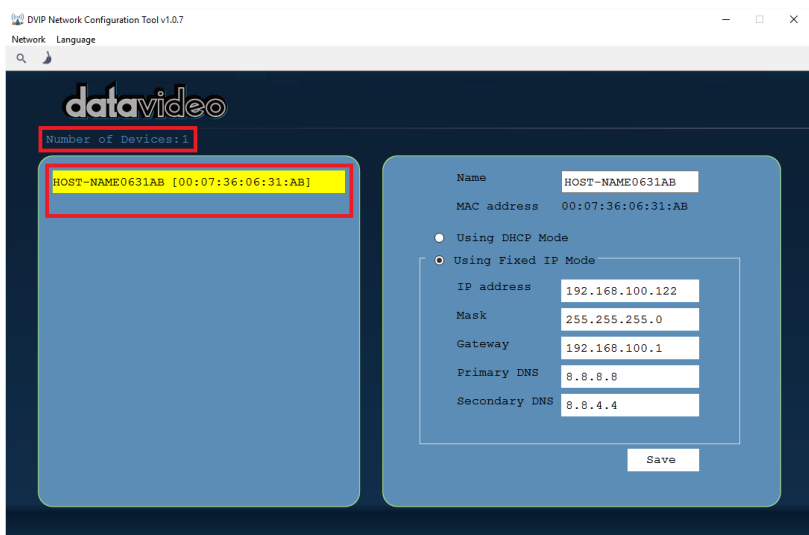 DVIP Network Configuration Tool v1.0.7
Network Language
datavideo
Number of Devices:1
HOST-NAME0631AB [00:07:36:06:31:AB]
Name HOST-NAME0631AB
MAC address 00:07:36:06:31:AB
Using DHCP Mode
Using Fixed IP Mode
IP address 192.168.100.122
Mask 255.255.255.0
Gateway 192.168.100.1
Primary DNS 8.8.8.8
Secondary DNS 8.8.4.4
Save